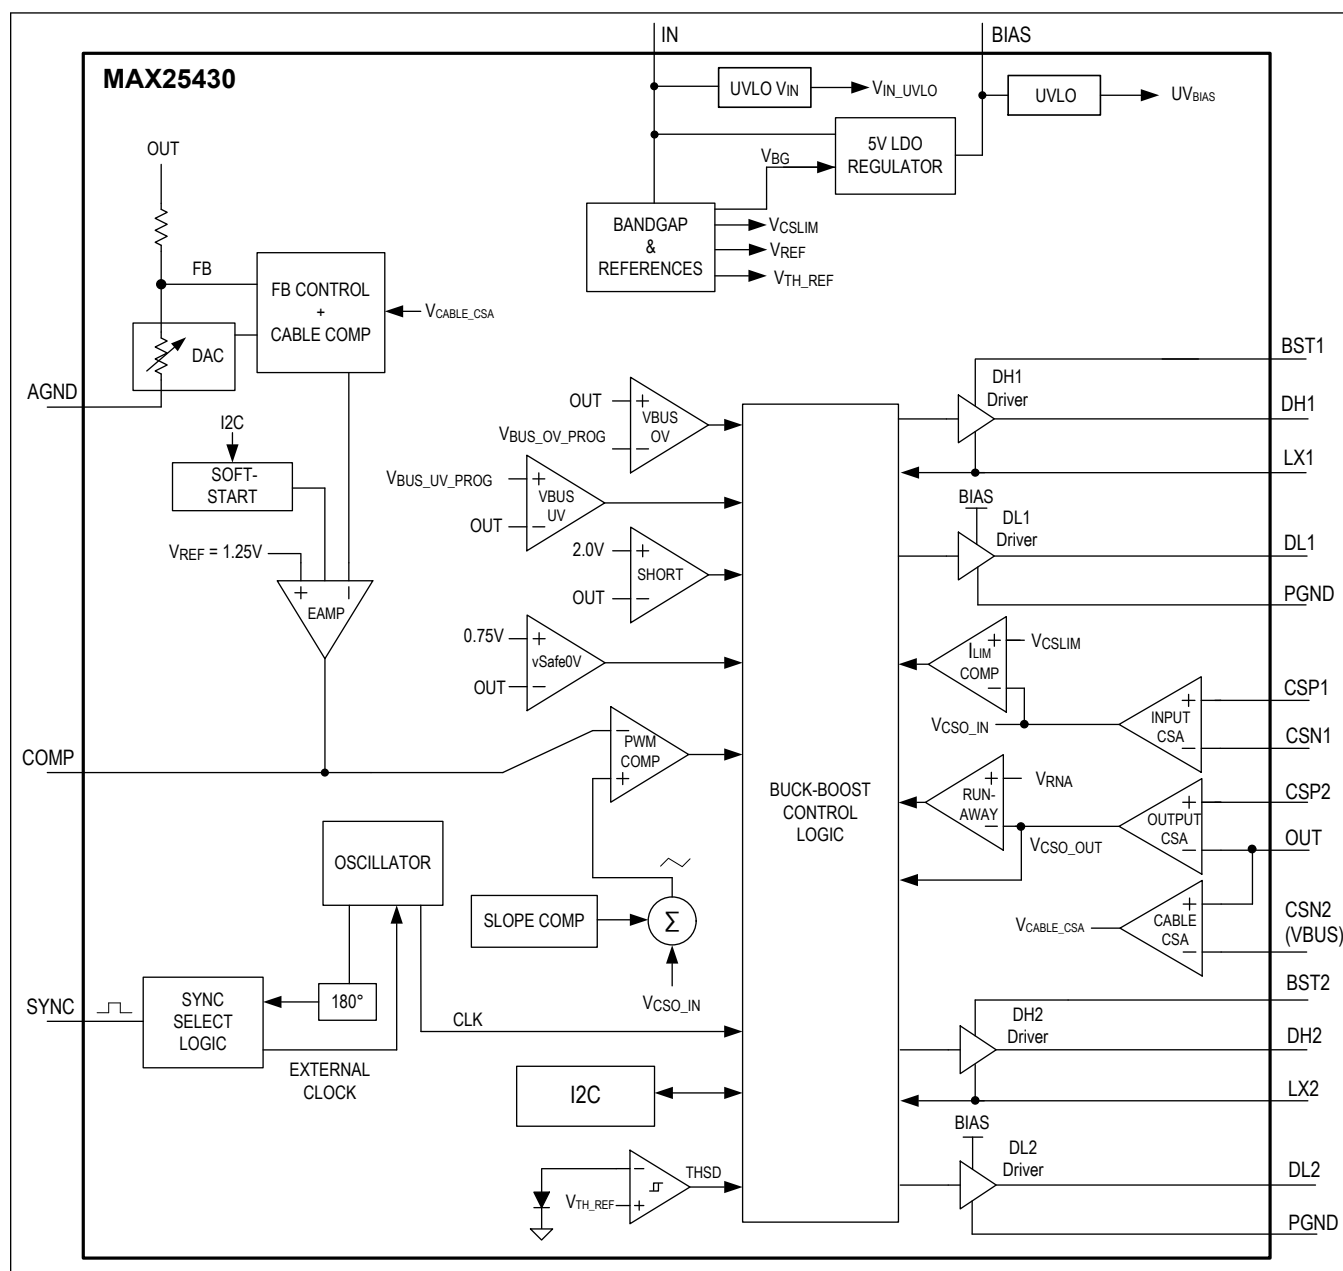 IN
BIAS
MAX25430
UVLO VIN
VIN_UVLO
UVLO
UVBIAS
OUT
VBG
5V LDO
REGULATOR
BANDGAP
&
REFERENCES
VCSLIM
VREF
VTH_REF
FB
FB CONTROL
+
CABLE COMP
VCABLE_CSA
DAC
AGND
I2C
SOFT-
START
VREF = 1.25V
+
−
EAMP
OUT
+
VBUS
OV
VBUS_OV_PROG
−
VBUS_UV_PROG
+
VBUS
UV
OUT
−
2.0V
+
SHORT
OUT
−
0.75V
+
vSafe0V
OUT
−
COMP
−
PWM
COMP
+
OSCILLATOR
SLOPE COMP
Σ
VCSO_IN
SYNC
SYNC
SELECT
LOGIC
180°
CLK
EXTERNAL
CLOCK
I2C
THSD
−
VTH_REF
+
BUCK-BOOST
CONTROL
LOGIC
BST1
DH1
Driver
DH1
LX1
BIAS
DL1
Driver
DL1
PGND
ILIM
COMP
+
−
VCSLIM
VCSO_IN
INPUT
CSA
+
−
CSP1
CSN1
RUN-
AWAY
+
−
VRNA
VCSO_OUT
OUTPUT
CSA
+
−
CSP2
OUT
VCABLE_CSA
CABLE
CSA
+
−
CSN2
(VBUS)
BST2
DH2
Driver
DH2
LX2
BIAS
DL2
Driver
DL2
PGND